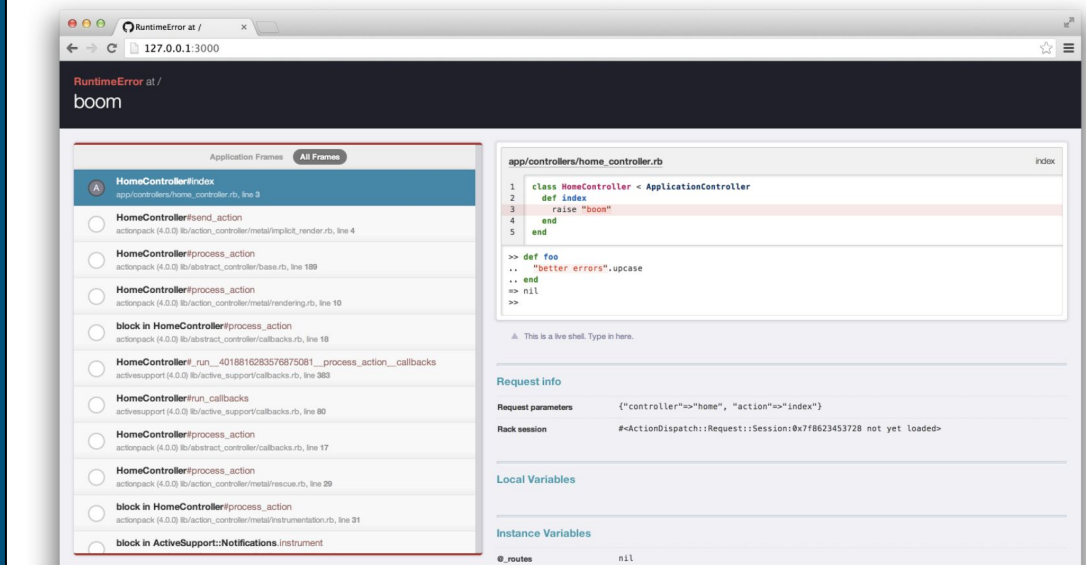 RuntimeError at /
127.0.0.1:3000
RuntimeError at /
boom
Application Frames All Frames
A
HomeController#index
app/controllers/home_controller.rb, line 3
HomeController#send_action
actionpack (4.0.0) lib/action_controller/metal/implicit_render.rb, line 4
HomeController#process_action
actionpack (4.0.0) lib/abstract_controller/base.rb, line 189
HomeController#process_action
actionpack (4.0.0) lib/action_controller/metal/rendering.rb, line 10
block in HomeController#process_action
actionpack (4.0.0) lib/abstract_controller/callbacks.rb, line 18
HomeController#_run__4018816283576875081__process_action__callbacks
activesupport (4.0.0) lib/active_support/callbacks.rb, line 383
HomeController#run_callbacks
activesupport (4.0.0) lib/active_support/callbacks.rb, line 80
HomeController#process_action
actionpack (4.0.0) lib/abstract_controller/callbacks.rb, line 17
HomeController#process_action
actionpack (4.0.0) lib/action_controller/metal/rescue.rb, line 29
block in HomeController#process_action
actionpack (4.0.0) lib/action_controller/metal/instrumentation.rb, line 31
block in ActiveSupport::Notifications.instrument
app/controllers/home_controller.rb index
1 class HomeController < ApplicationController
2 def index
3 raise "boom"
4 end
5 end
>> def foo
.. "better errors".upcase
.. end
=> nil
>>
This is a live shell. Type in here.
Request info
Request parameters {"controller"=>"home", "action"=>"index"}
Rack session #<ActionDispatch::Request::Session:0x7f8623453728 not yet loaded>
Local Variables
Instance Variables
@_routes nil